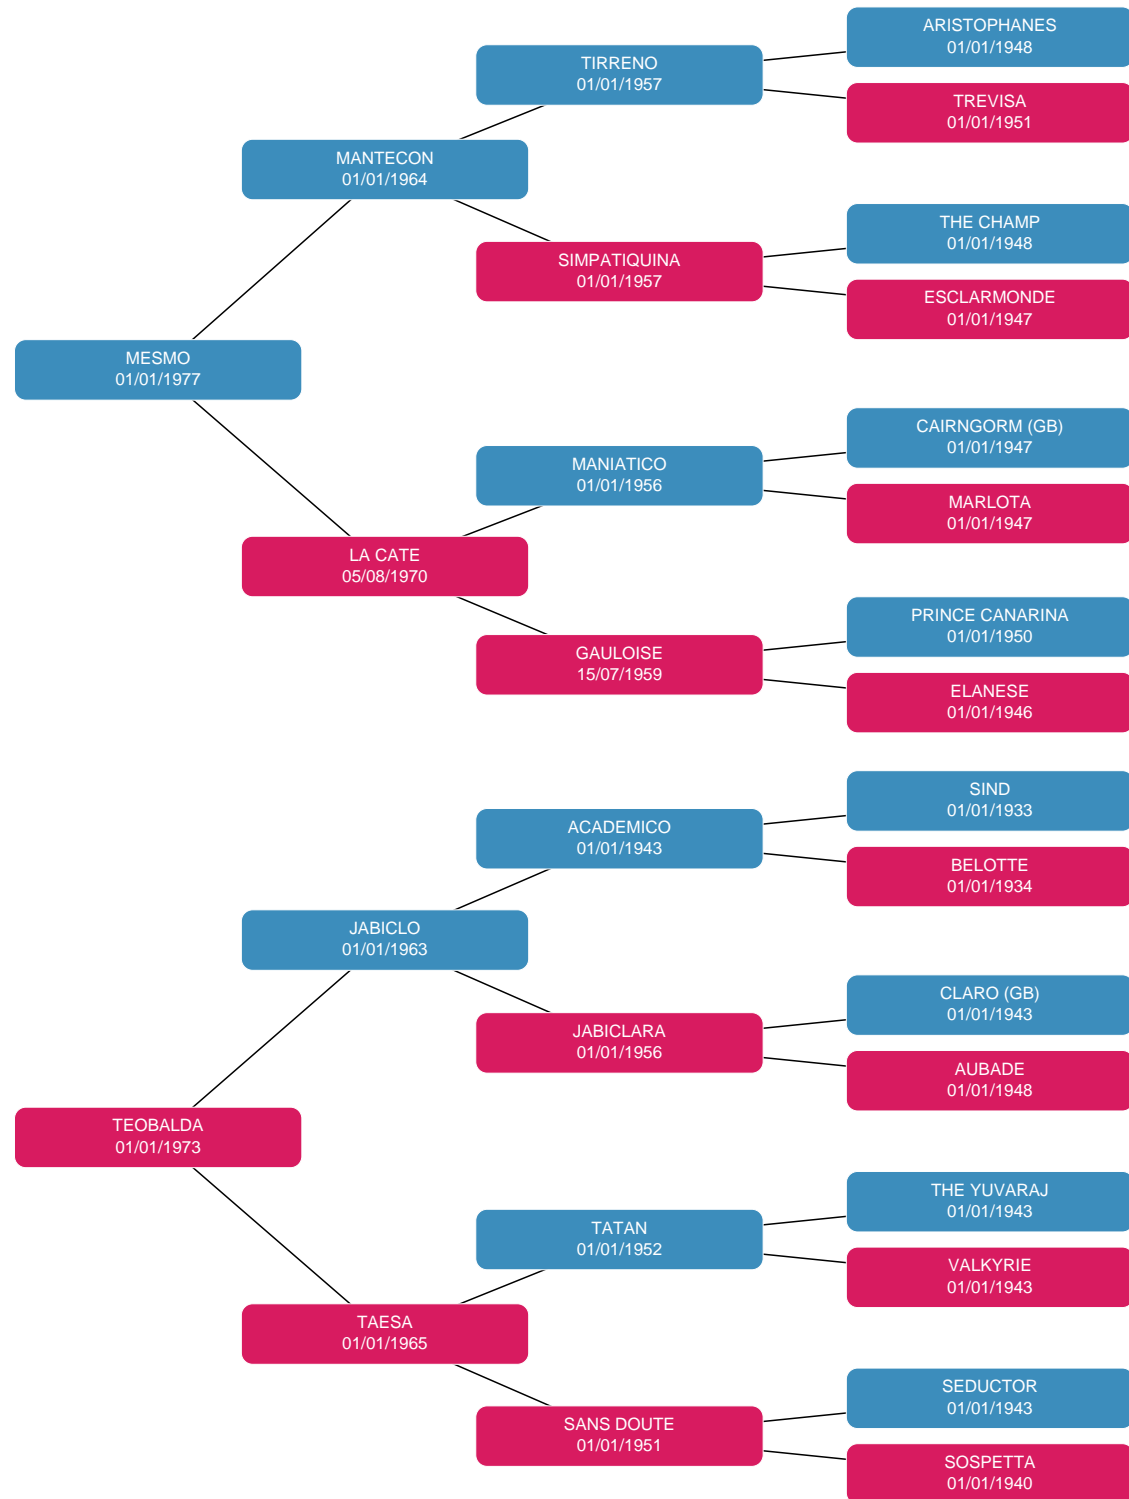 ARISTOPHANES
01/01/1948
TIRRENO
01/01/1957
TREVISA
01/01/1951
MANTECON
01/01/1964
THE CHAMP
01/01/1948
SIMPATIQUINA
01/01/1957
ESCLARMONDE
01/01/1947
MESMO
01/01/1977
CAIRNGORM (GB)
01/01/1947
MANIATICO
01/01/1956
MARLOTA
01/01/1947
LA CATE
05/08/1970
PRINCE CANARINA
01/01/1950
GAULOISE
15/07/1959
ELANESE
01/01/1946
SIND
01/01/1933
ACADEMICO
01/01/1943
BELOTTE
01/01/1934
JABICLO
01/01/1963
CLARO (GB)
01/01/1943
JABICLARA
01/01/1956
AUBADE
01/01/1948
TEOBALDA
01/01/1973
THE YUVARAJ
01/01/1943
TATAN
01/01/1952
VALKYRIE
01/01/1943
TAESA
01/01/1965
SEDUCTOR
01/01/1943
SANS DOUTE
01/01/1951
SOSPETTA
01/01/1940